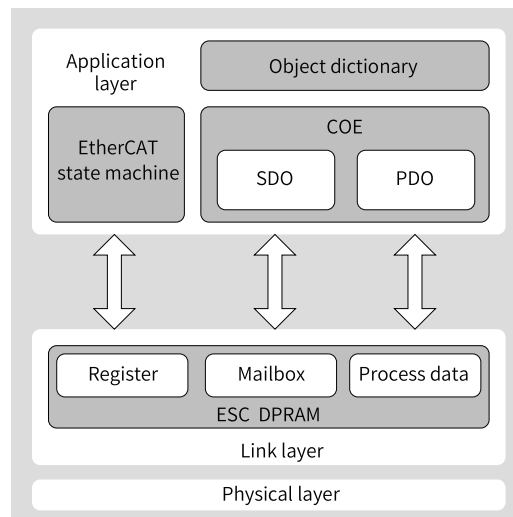 Application
layer
Object dictionary
EtherCAT
state machine
COE
SDO
PDO
Register
Mailbox
Process data
ESC DPRAM
Link layer
Physical layer